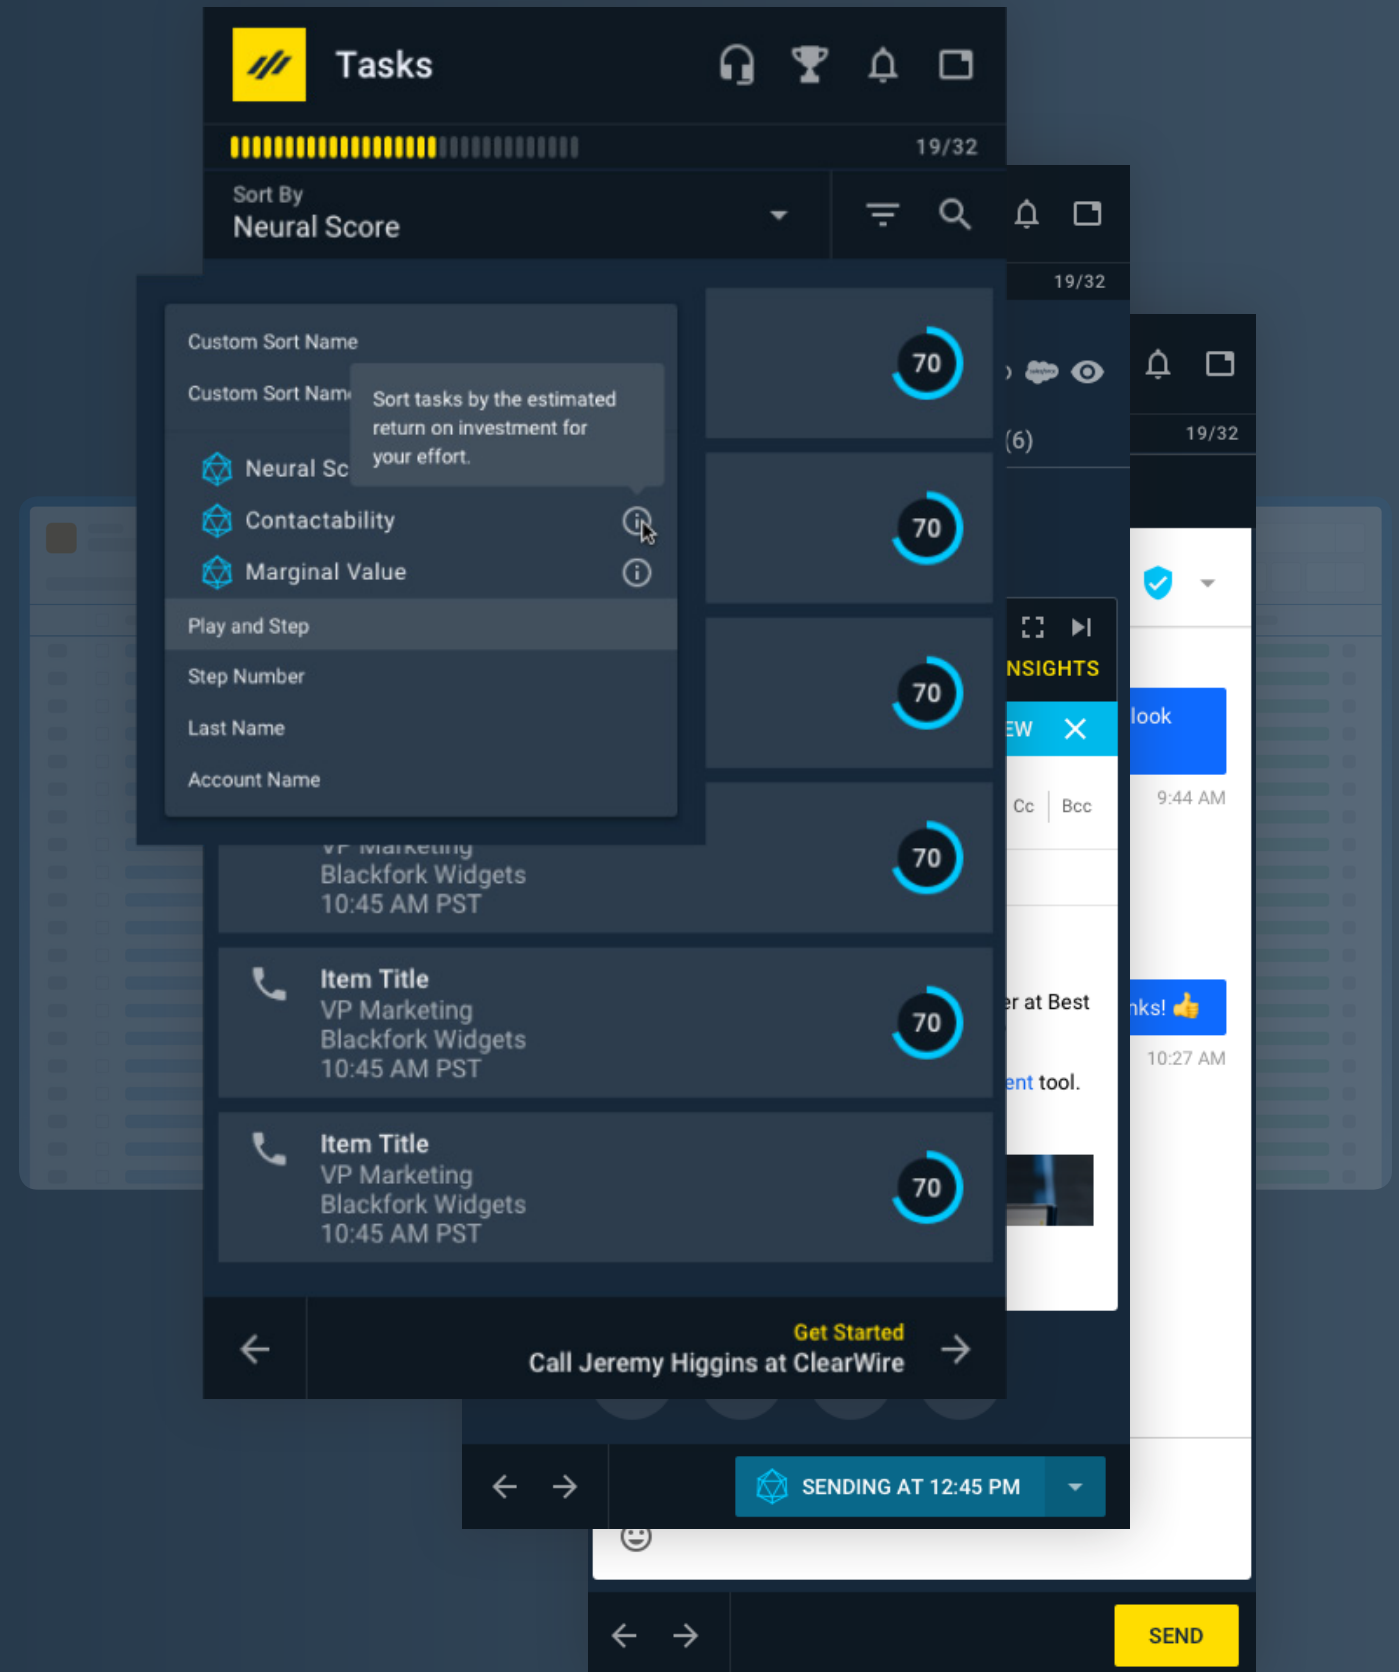 Tasks
19/32
Sort By
Neural Score
19/32
19/32
Custom Sort Name
Custom Sort
Sort tasks by the estimated
return on investment for
your effort.
Neural
Contactability
Marginal Value
Play and Step
Step Number
Last Name
Account Name
70
70
70
70
VP Marketing
Blackfork Widgets
10:45 AM PST
Item Title
VP Marketing
Blackfork Widgets
10:45 AM PST
70
Item Title
VP Marketing
Blackfork Widgets
10:45 AM PST
70
Get Started
Call Jeremy Higgins at ClearWire
(6)
NSIGHTS
EW
Cc
Bcc
er at Best
ent tool.
SENDING AT 12:45 PM
look
9:44 AM
nks! 👍
10:27 AM
SEND